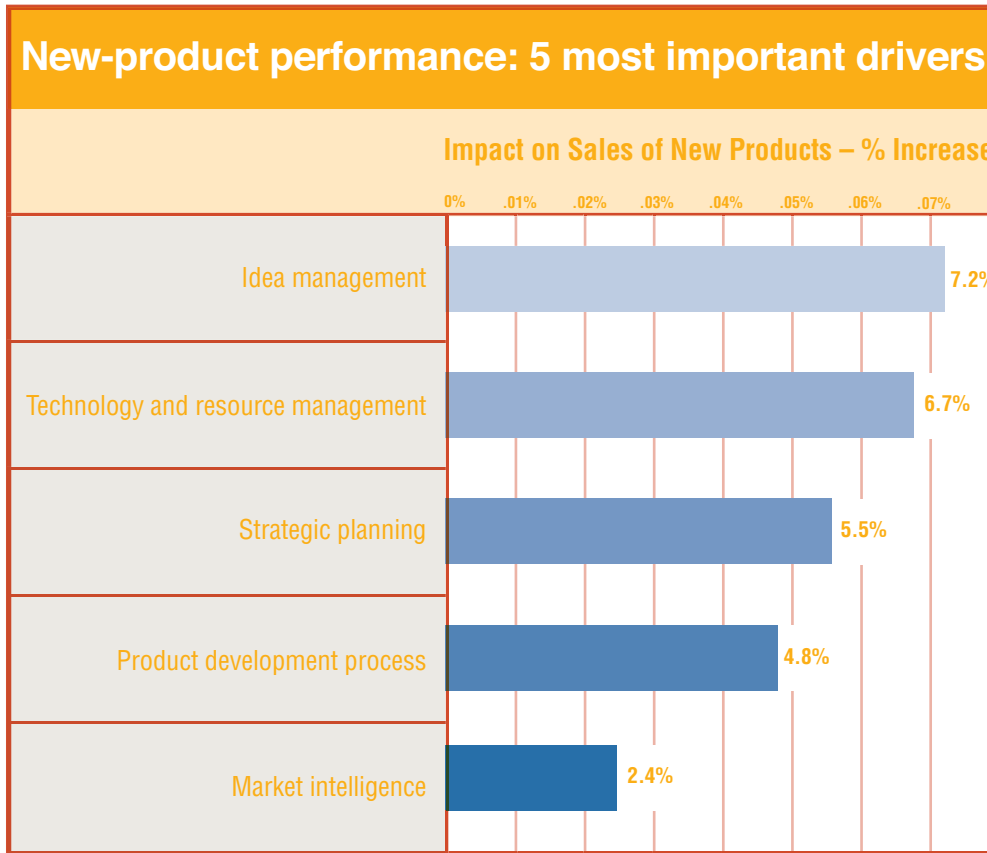 New-product performance: 5 most important drivers
Impact on Sales of New Products – % Increase
0% .01% .02% .03% .04% .05% .06% .07%
Idea management 7.2%
Technology and resource management 6.7%
Strategic planning 5.5%
Product development process 4.8%
Market intelligence 2.4%